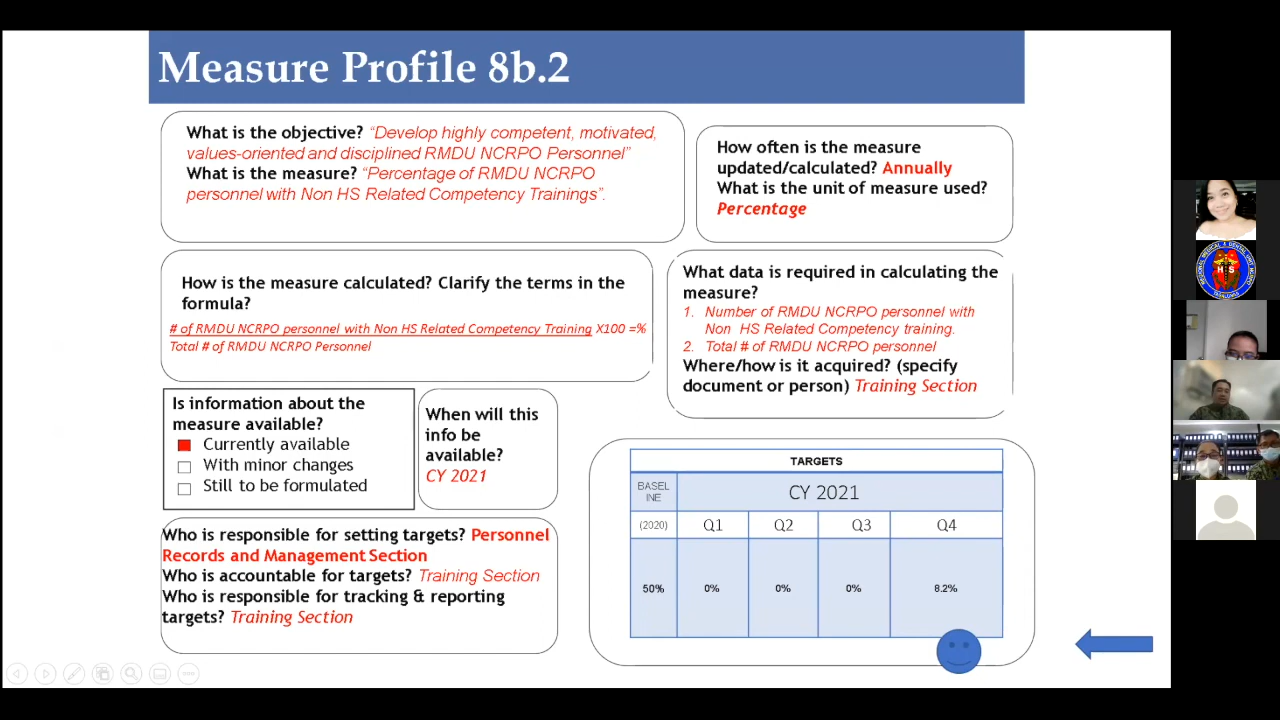 Measure Profile 8b.2
What is the objective? “Develop highly competent, motivated,
values-oriented and disciplined RMDU NCRPO Personnel”
What is the measure? “Percentage of RMDU NCRPO
personnel with Non HS Related Competency Trainings”.
How often is the measure
updated/calculated? Annually
What is the unit of measure used?
Percentage
How is the measure calculated? Clarify the terms in the
formula?
# of RMDU NCRPO personnel with Non HS Related Competency Training X100 =%
Total # of RMDU NCRPO Personnel
What data is required in calculating the
measure?
1. Number of RMDU NCRPO personnel with
Non HS Related Competency training.
2. Total # of RMDU NCRPO personnel
Where/how is it acquired? (specify
document or person) Training Section
Is information about the
measure available?
Currently available
With minor changes
Still to be formulated
When will this
info be
available?
CY 2021
Who is responsible for setting targets? Personnel
Records and Management Section
Who is accountable for targets? Training Section
Who is responsible for tracking & reporting
targets? Training Section
TARGETS
BASEL
INE
CY 2021
(2020) Q1 Q2 Q3 Q4
50% 0% 0% 0% 8.2%